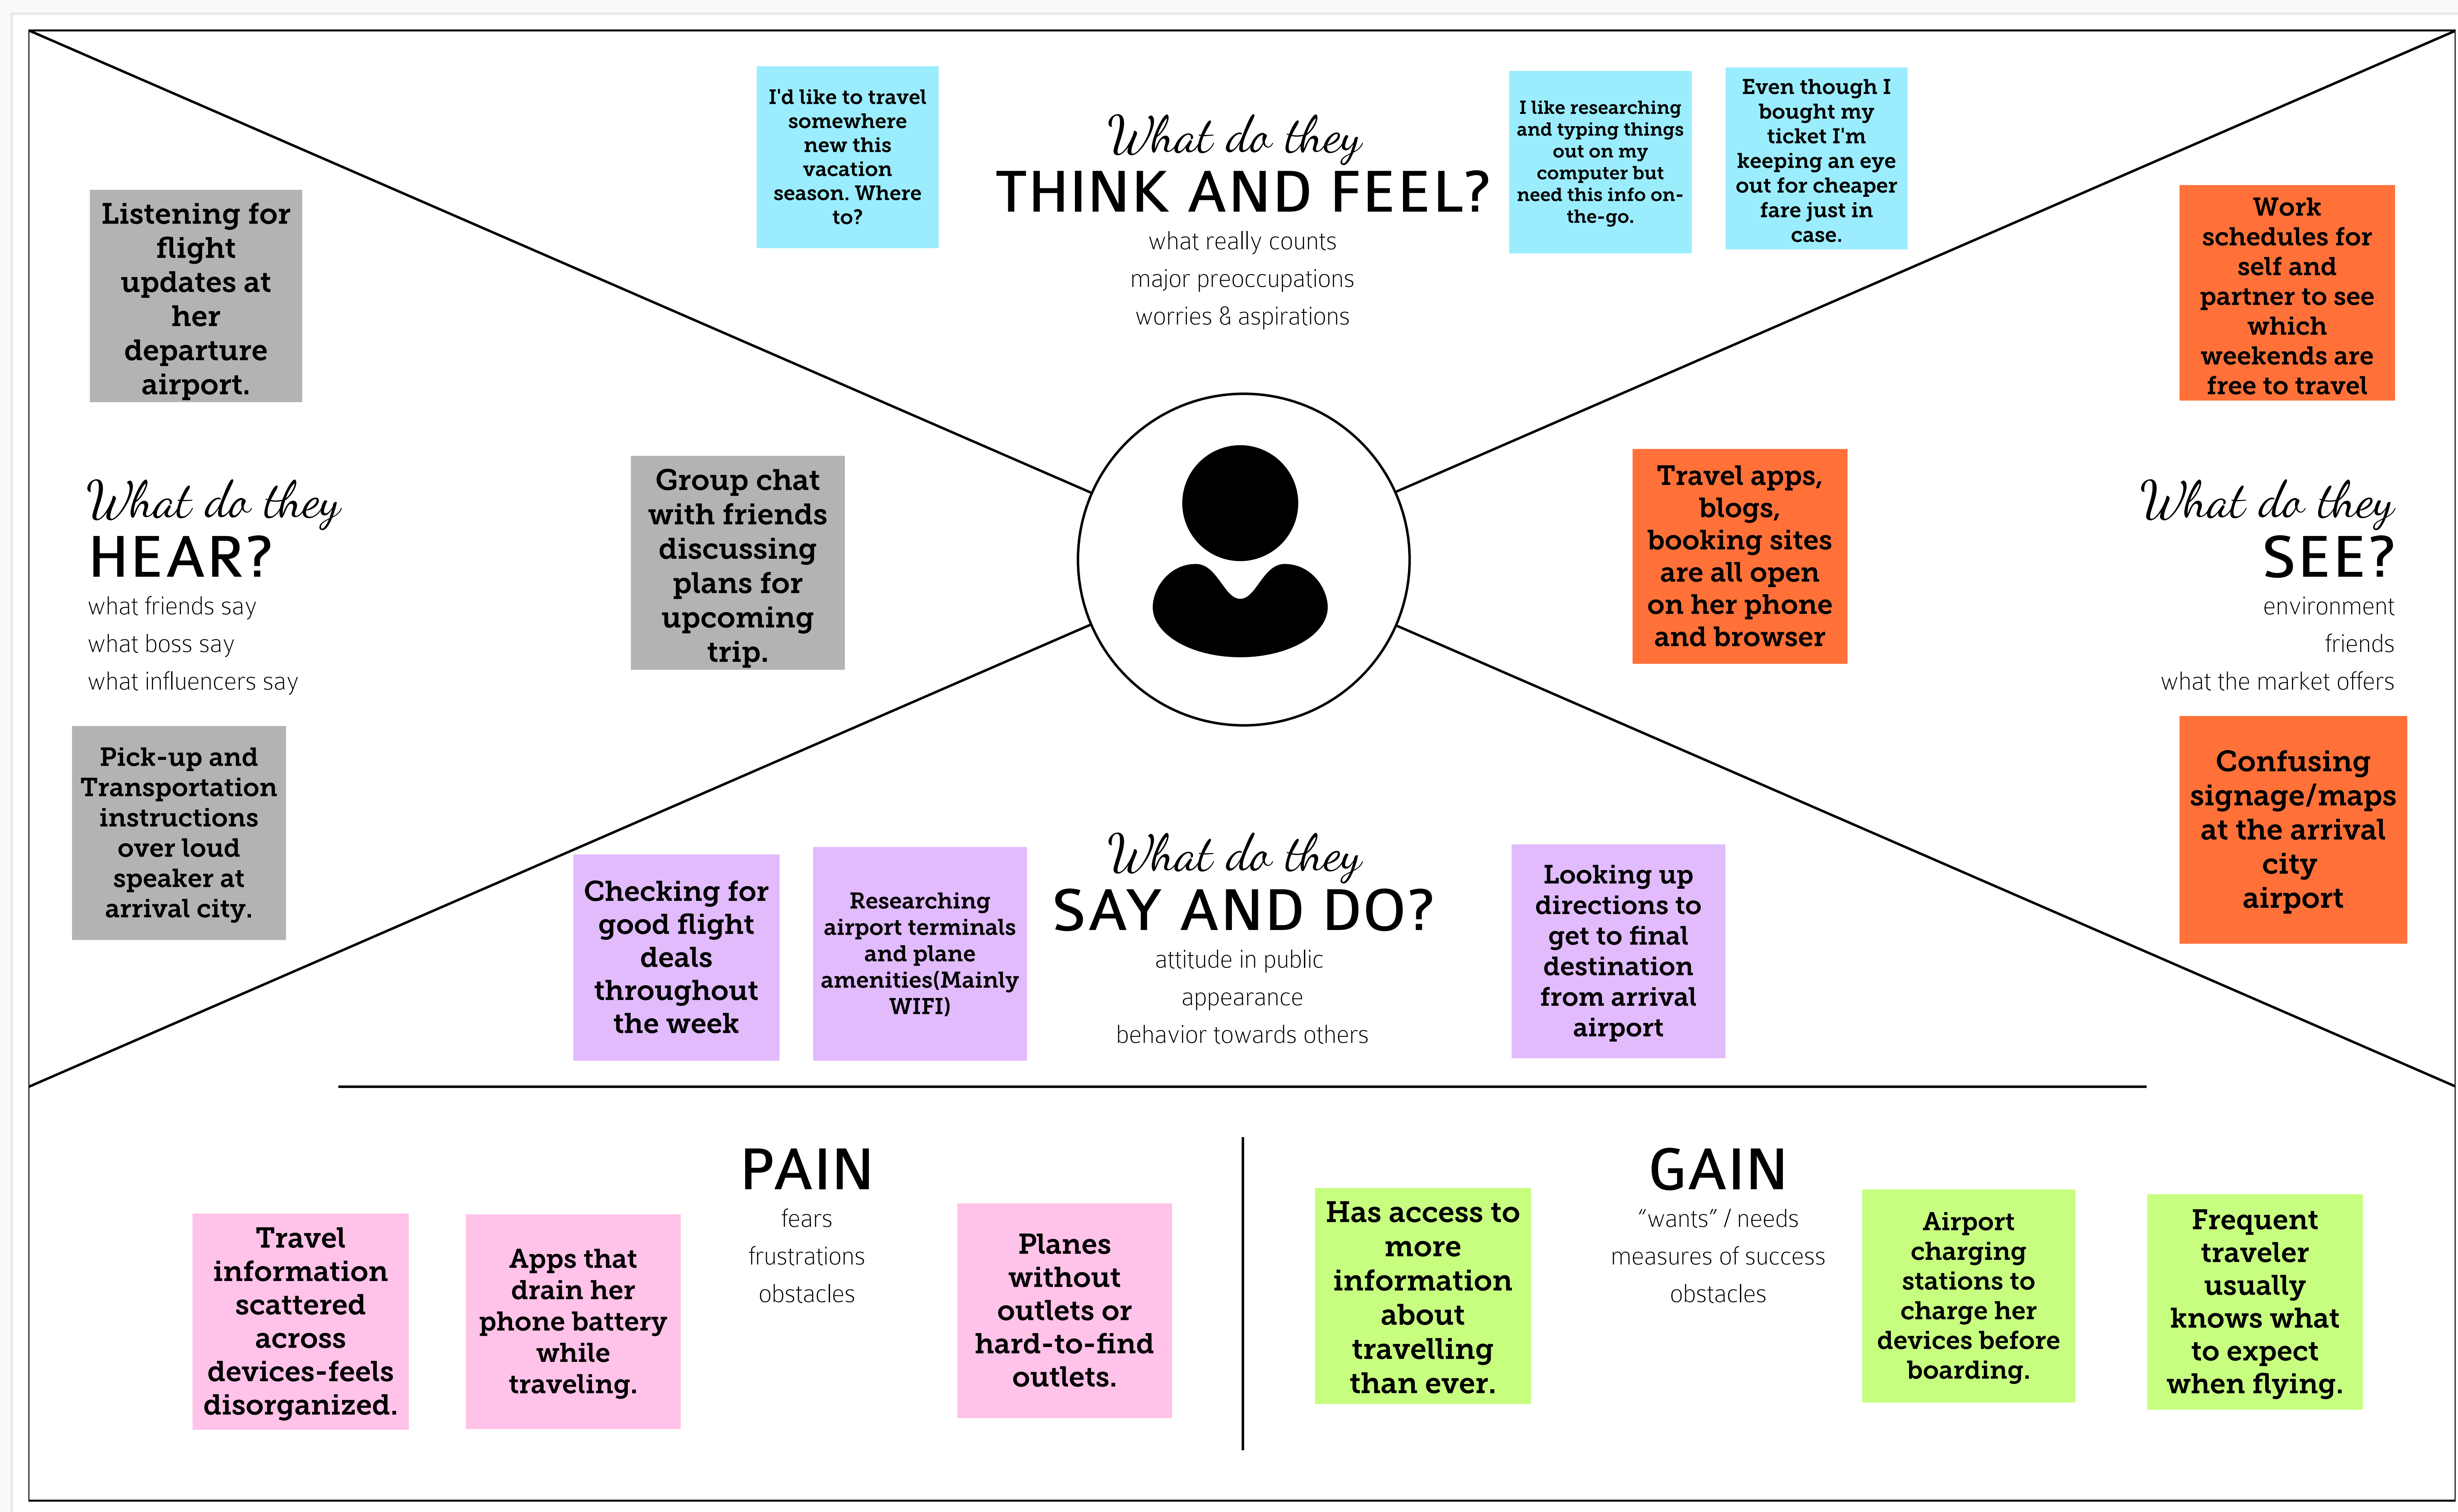 I'd like to travel
somewhere
new this
vacation
season. Where
to?
What do they
THINK AND FEEL?
what really counts
major preoccupations
worries & aspirations
I like researching
and typing things
out on my
computer but
need this info on-
the-go.
Even though I
bought my
ticket I'm
keeping an eye
out for cheaper
fare just in
case.
Listening for
flight
updates at
her
departure
airport.
What do they
HEAR?
what friends say
what boss say
what influencers say
Group chat
with friends
discussing
plans for
upcoming
trip.
Pick-up and
Transportation
instructions
over loud
speaker at
arrival city.
Work
schedules for
self and
partner to see
which
weekends are
free to travel
Travel apps,
blogs,
booking sites
are all open
on her phone
and browser
What do they
SEE?
environment
friends
what the market offers
Confusing
signage/maps
at the arrival
city
airport
Checking for
good flight
deals
throughout
the week
Researching
airport terminals
and plane
amenities(Mainly
WIFI)
What do they
SAY AND DO?
attitude in public
appearance
behavior towards others
Looking up
directions to
get to final
destination
from arrival
airport
PAIN
fears
frustrations
obstacles
Travel
information
scattered
across
devices-feels
disorganized.
Apps that
drain her
phone battery
while
traveling.
Planes
without
outlets or
hard-to-find
outlets.
GAIN
“wants” / needs
measures of success
obstacles
Has access to
more
information
about
travelling
than ever.
Airport
charging
stations to
charge her
devices before
boarding.
Frequent
traveler
usually
knows what
to expect
when flying.